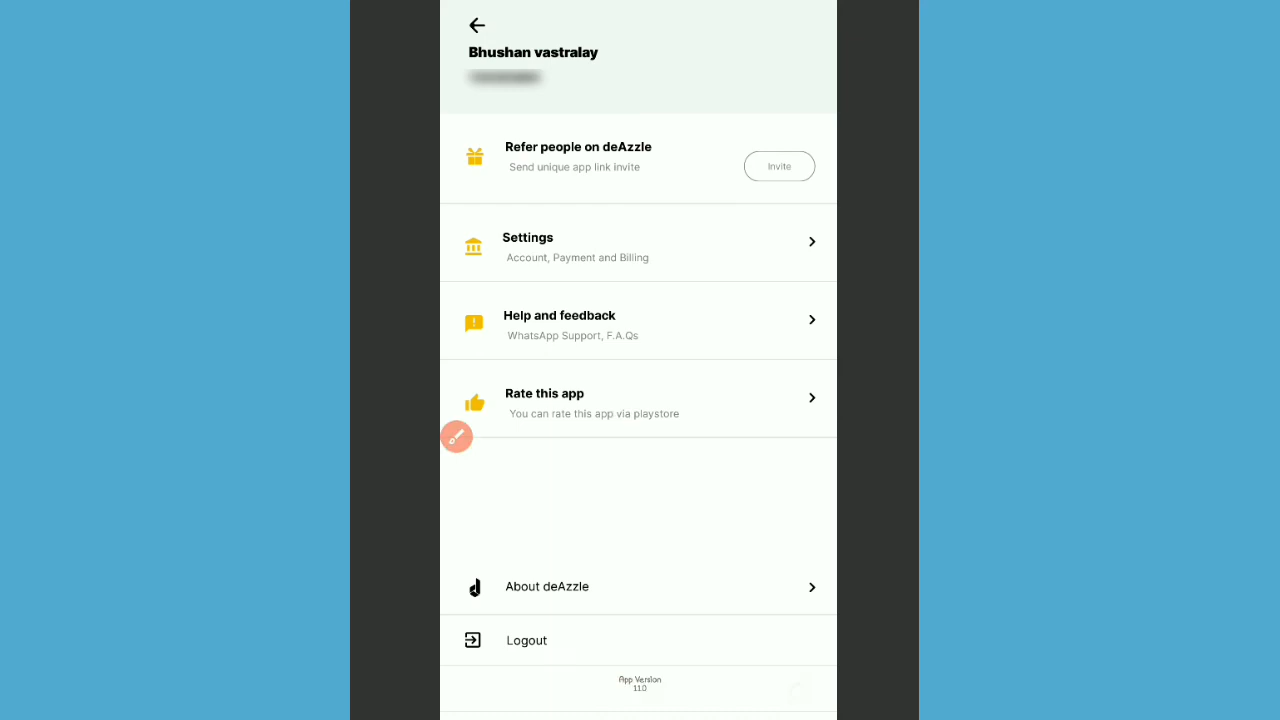 Bhushan vastralay
Refer people on deAzzle
Send unique app link invite
Invite
Settings
Account, Payment and Billing
Help and feedback
WhatsApp Support, F.A.Qs
Rate this app
You can rate this app via playstore
About deAzzle
Logout
App Version
1.1.0